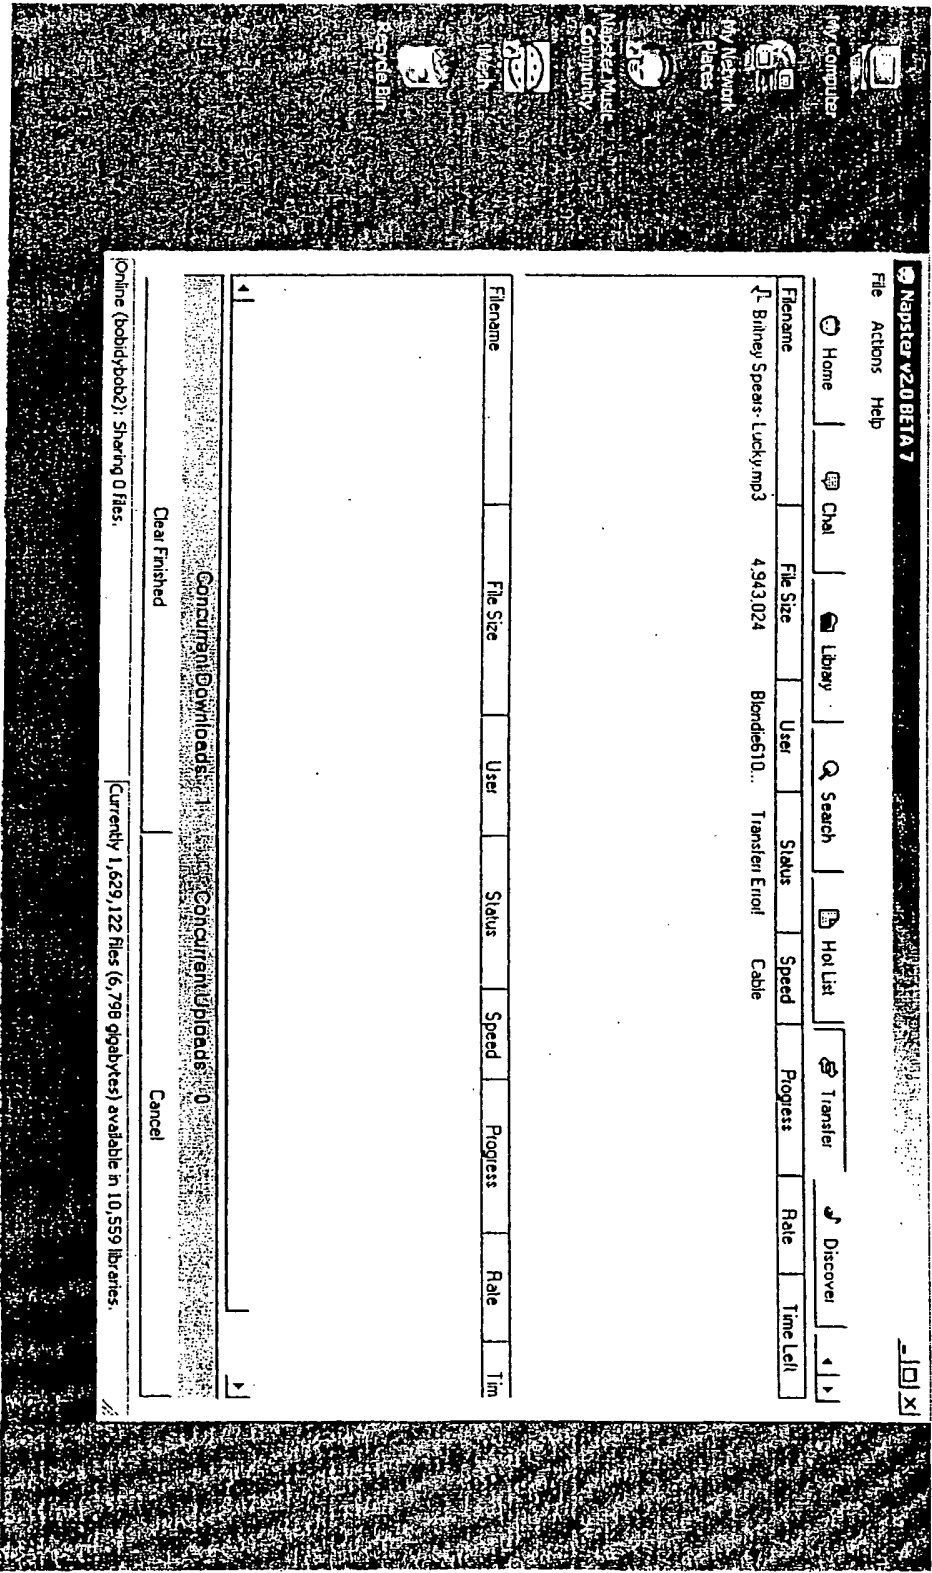 My Computer
My Network
Places
Napster Music
Community
Recycle Bin
Napster v2.0 BETA 7
File Actions Help
Home Chat Library Search Hot List Transfer Discover
Filename File Size User Status Speed Progress Rate Time Left
Britney Spears- Lucky.mp3 4,943,024 Blondie610... Transferr Error! Cable
Filename File Size User Status Speed Progress Rate Tim
Concurrent Downloads: 1 Concurrent Uploads: 0
Clear Finished Cancel
Online (bobidybob2): Sharing 0 files. Currently 1,629,122 files (6,798 gigabytes) available in 10,559 libraries.